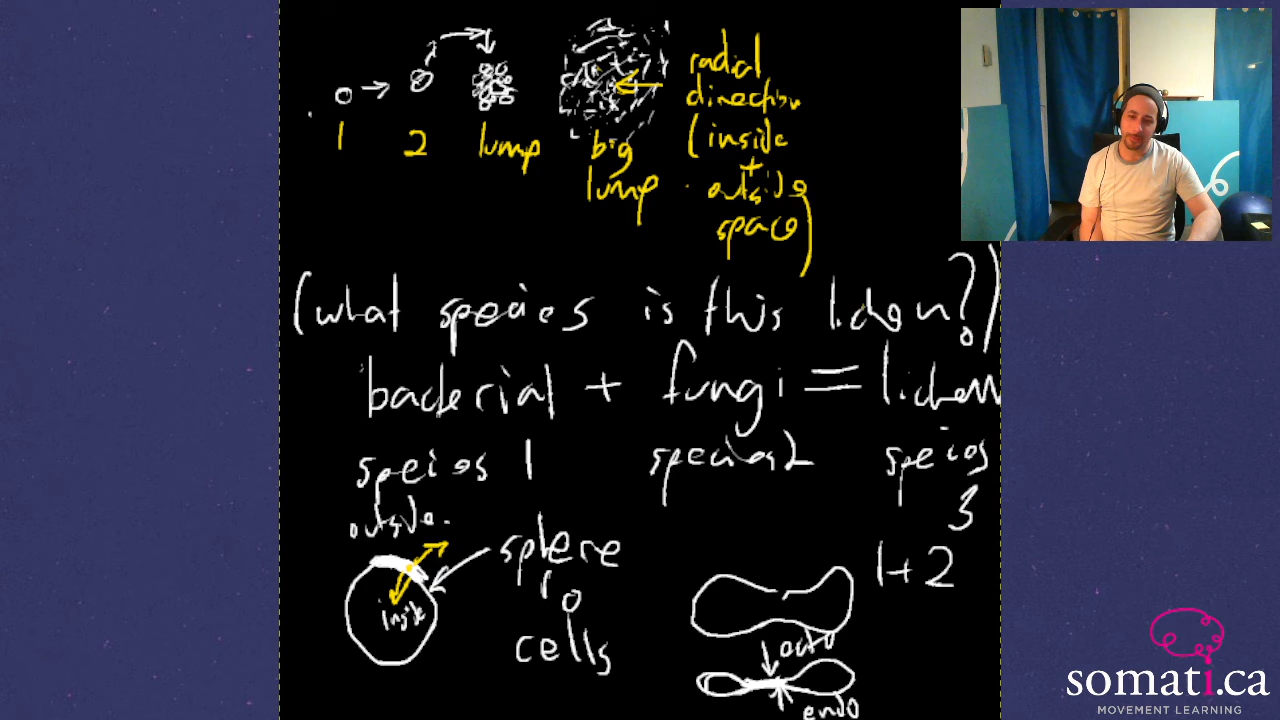 1
2
lump
big
lump
radial
direction
(inside
+
outside
space)
(what species is this lichen?)
bacterial + fungi = lichen
species 1
species 2
species
3
1+2
outside
inside
sphere
of
cells
ecto
endo
somati.ca
MOVEMENT LEARNING